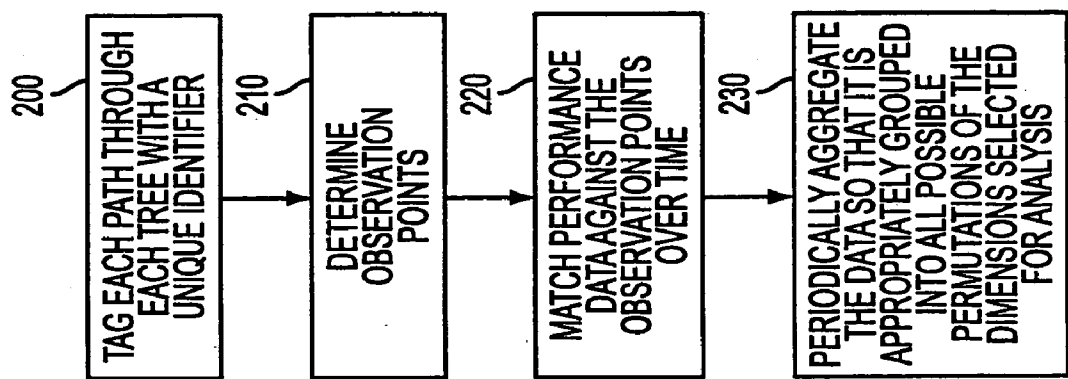 200
TAG EACH PATH THROUGH
EACH TREE WITH A
UNIQUE IDENTIFIER
210
DETERMINE
OBSERVATION
POINTS
220
MATCH PERFORMANCE
DATA AGAINST THE
OBSERVATION POINTS
OVER TIME
230
PERIODICALLY AGGREGATE
THE DATA SO THAT IT IS
APPROPRIATELY GROUPED
INTO ALL POSSIBLE
PERMUTATIONS OF THE
DIMENSIONS SELECTED
FOR ANALYSIS